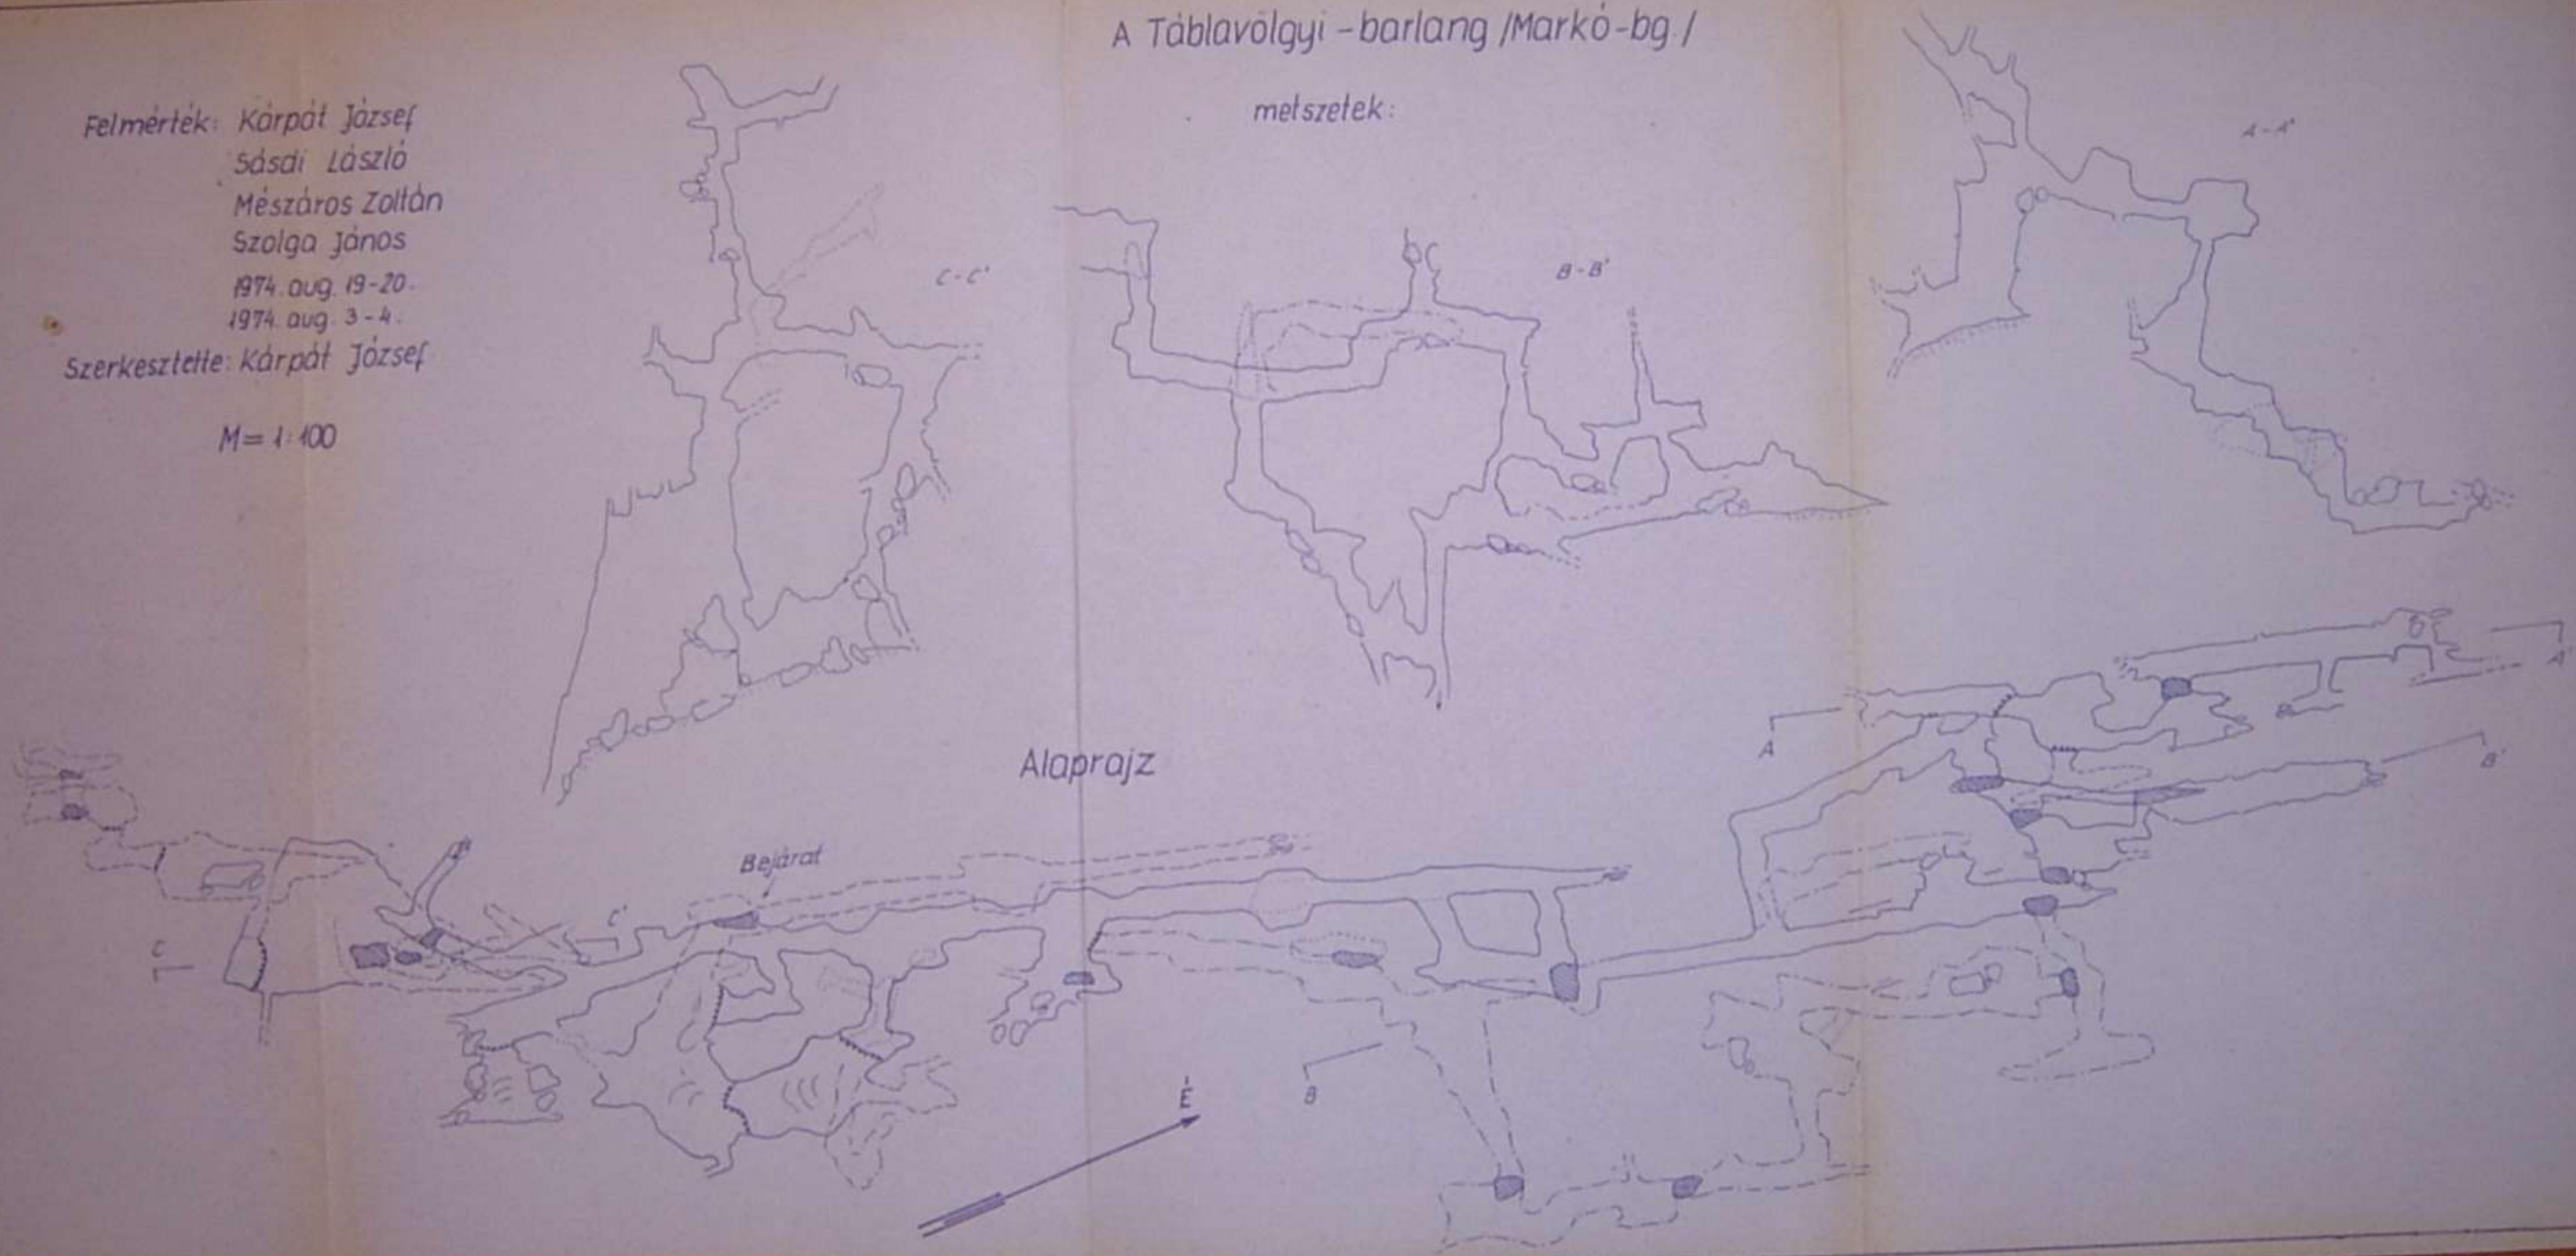 A Táblavölgyi-barlang /Markó-bg./
metszetek:
Felmérték: Kárpát József
Sásdi László
Mészáros Zoltán
Szolga János
1974. aug. 19-20.
1974. aug. 3-4.
Szerkesztette: Kárpát József
M= 1:100
C-C'
B-B'
A-A'
Alaprajz
Bejárat
A
A'
B'
C'
C
B
É